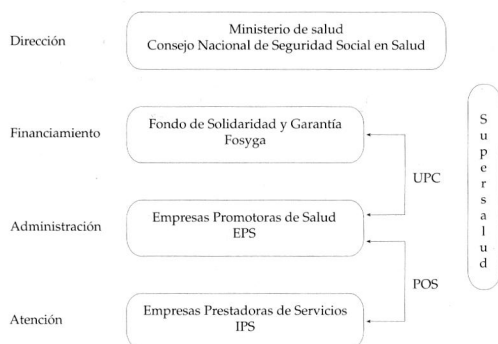 Dirección
Ministerio de salud
Consejo Nacional de Seguridad Social en Salud
Financiamiento
Fondo de Solidaridad y Garantía
Fosyga
UPC
Administración
Empresas Promotoras de Salud
EPS
POS
Atención
Empresas Prestadoras de Servicios
IPS
Supersalud